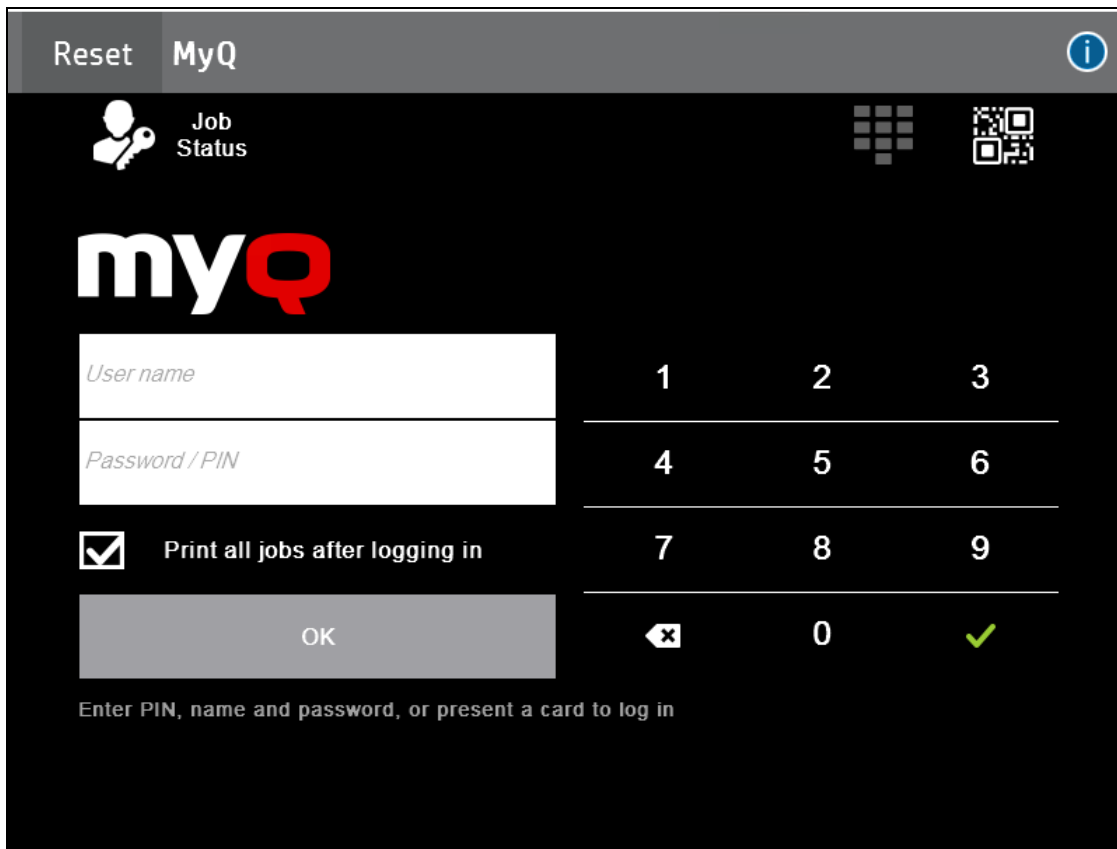 Reset MyQ
Job
Status
myQ
User name
1 2 3
Password / PIN
4 5 6
Print all jobs after logging in
7 8 9
OK
0
Enter PIN, name and password, or present a card to log in